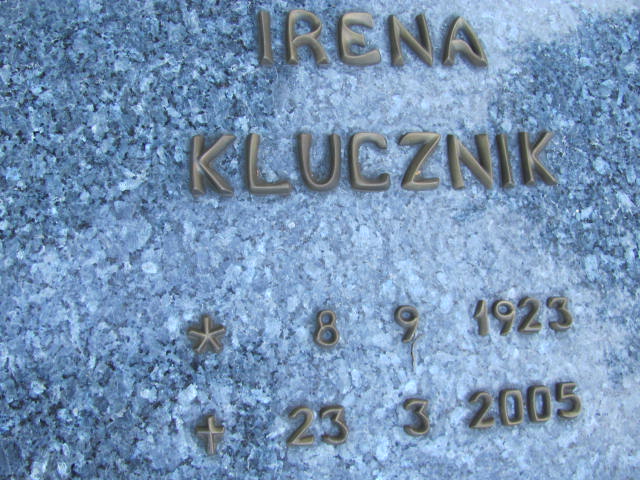 IRENA
KLUCZNIK
* 8 9 1923
† 23 3 2005